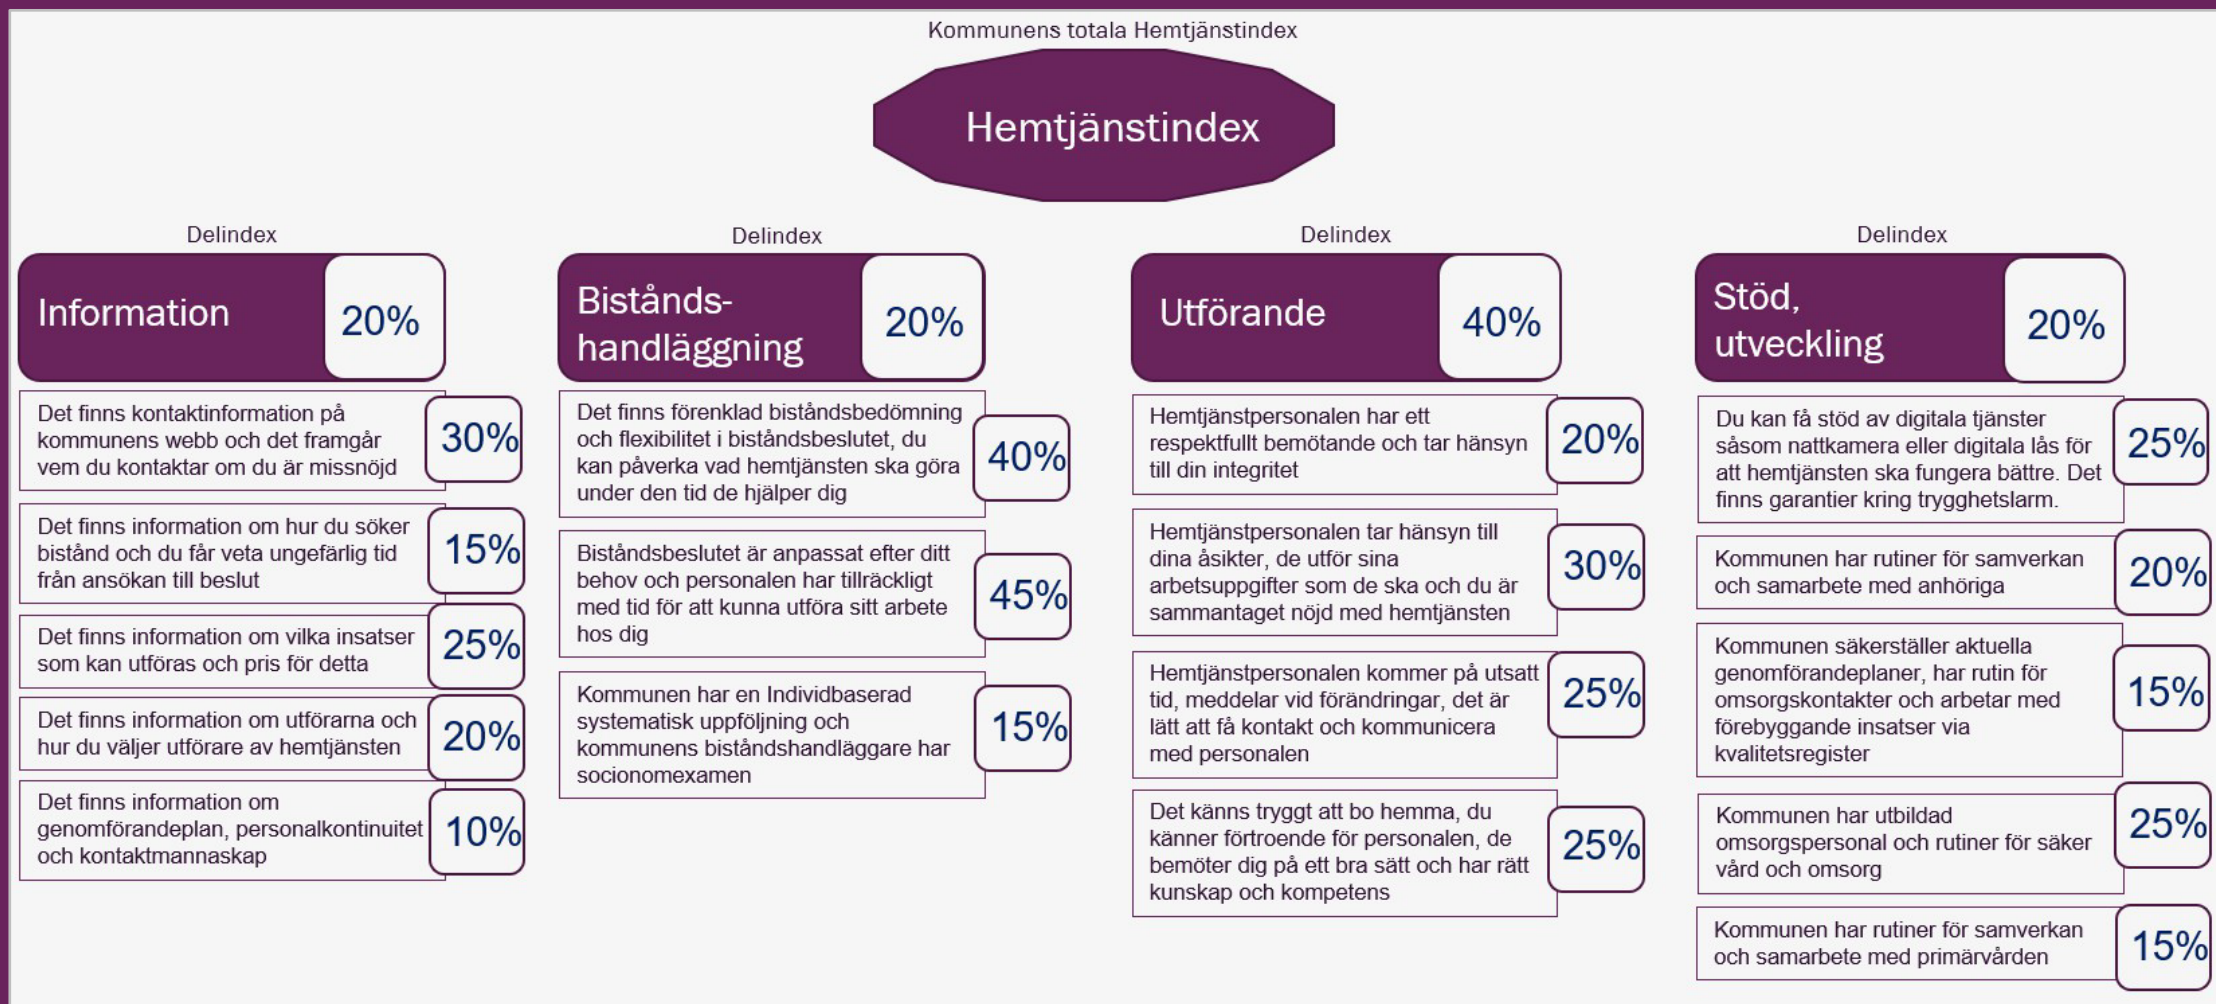 Kommunens totala Hemtjänstindex
Hemtjänstindex
Delindex
Information
20%
Det finns kontaktinformation på
kommunens webb och det framgår
vem du kontaktar om du är missnöjd
30%
Det finns information om hur du söker
bistånd och du får veta ungefärlig tid
från ansökan till beslut
15%
Det finns information om vilka insatser
som kan utföras och pris för detta
25%
Det finns information om utförarna och
hur du väljer utförare av hemtjänsten
20%
Det finns information om
genomförandeplan, personalkontinuitet
och kontaktmannaskap
10%
Delindex
Bistånds-
handläggning
20%
Det finns förenklad biståndsbedömning
och flexibilitet i biståndsbeslutet, du
kan påverka vad hemtjänsten ska göra
under den tid de hjälper dig
40%
Biståndsbeslutet är anpassat efter ditt
behov och personalen har tillräckligt
med tid för att kunna utföra sitt arbete
hos dig
45%
Kommunen har en Individbaserad
systematisk uppföljning och
kommunens biståndshandläggare har
socionomexamen
15%
Delindex
Utförande
40%
Hemtjänstpersonalen har ett
respektfullt bemötande och tar hänsyn
till din integritet
20%
Hemtjänstpersonalen tar hänsyn till
dina åsikter, de utför sina
arbetsuppgifter som de ska och du är
sammantaget nöjd med hemtjänsten
30%
Hemtjänstpersonalen kommer på utsatt
tid, meddelar vid förändringar, det är
lätt att få kontakt och kommunicera
med personalen
25%
Det känns tryggt att bo hemma, du
känner förtroende för personalen, de
bemöter dig på ett bra sätt och har rätt
kunskap och kompetens
25%
Delindex
Stöd,
utveckling
20%
Du kan få stöd av digitala tjänster
såsom nattkamera eller digitala lås för
att hemtjänsten ska fungera bättre. Det
finns garantier kring trygghetslarm.
25%
Kommunen har rutiner för samverkan
och samarbete med anhöriga
20%
Kommunen säkerställer aktuella
genomförandeplaner, har rutin för
omsorgskontakter och arbetar med
förebyggande insatser via
kvalitetsregister
15%
Kommunen har utbildad
omsorgspersonal och rutiner för säker
vård och omsorg
25%
Kommunen har rutiner för samverkan
och samarbete med primärvården
15%